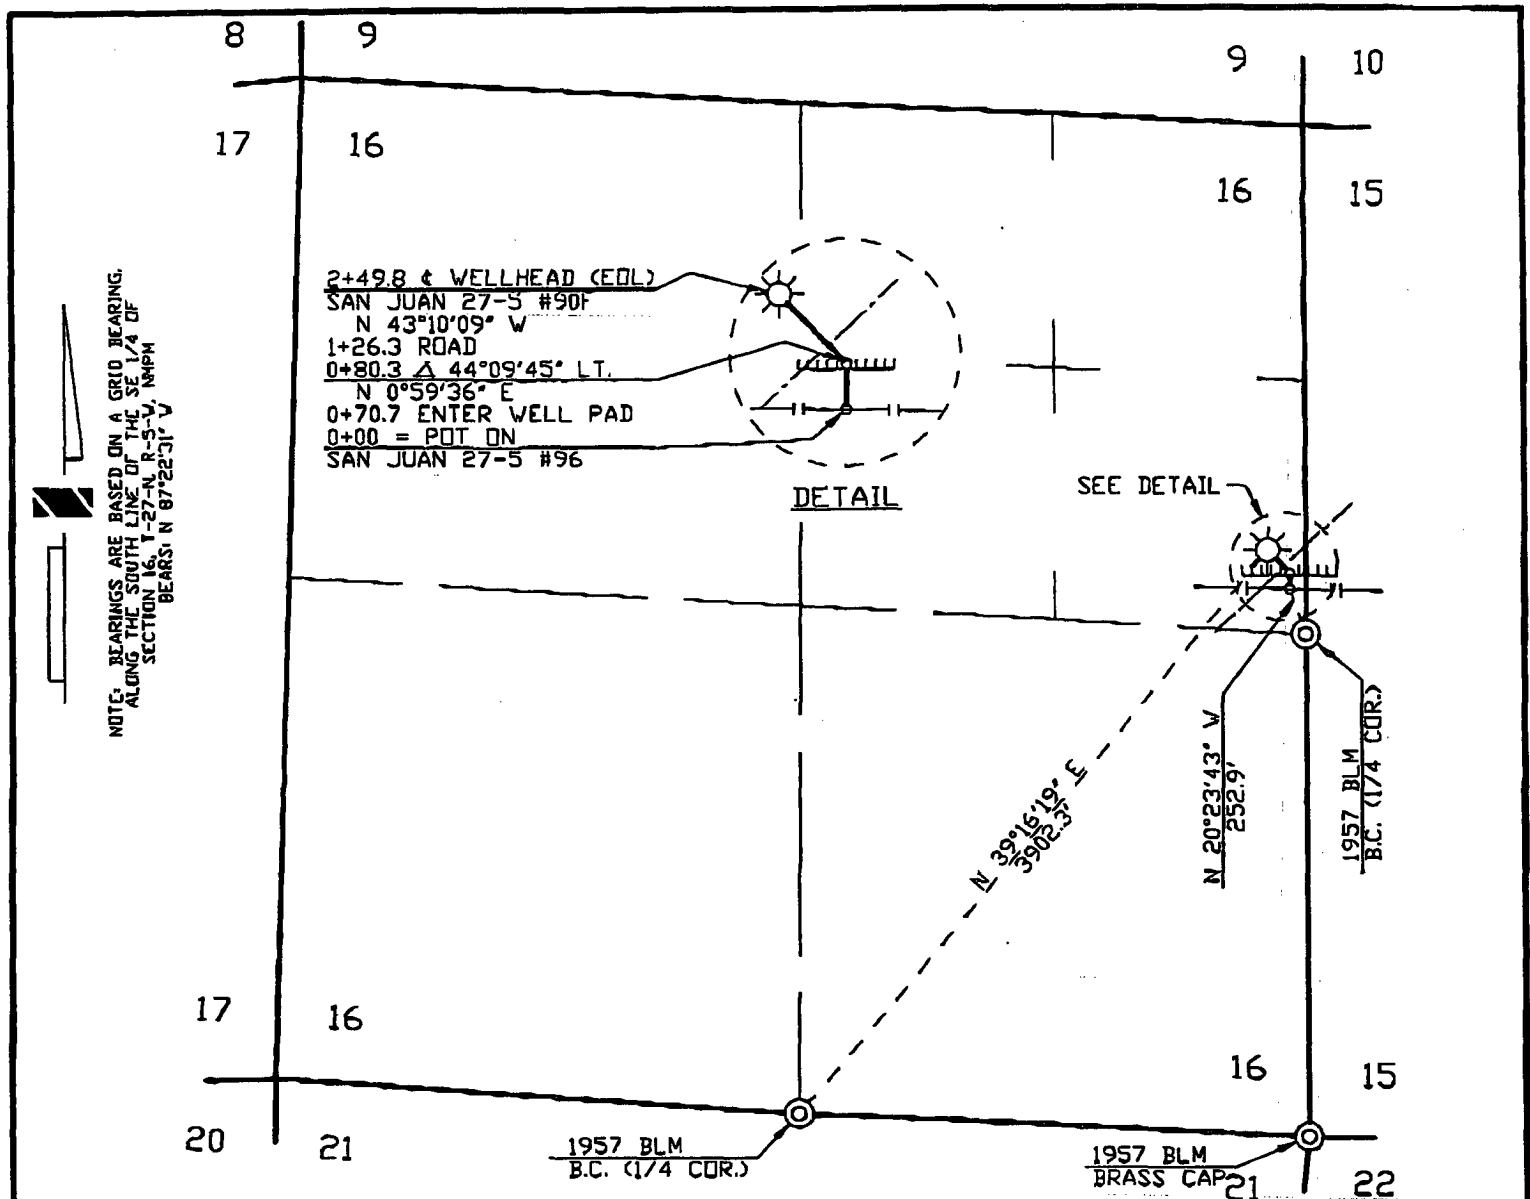 8 9
9 10
17 16
16 15
2+49.8 ₵ WELLHEAD (EOL)
SAN JUAN 27-5 #90F
N 43°10'09" W
1+26.3 ROAD
0+80.3 △ 44°09'45" LT.
N 0°59'36" E
0+70.7 ENTER WELL PAD
0+00 = POT ON
SAN JUAN 27-5 #96
DETAIL
SEE DETAIL
NOTE: BEARINGS ARE BASED ON A GRID BEARING,
ALONG THE SOUTH LINE OF THE SE 1/4 OF
SECTION 16, T-27-N, R-5-W, NMPM
BEARS: N 87°22'31" W
N 39°16'19" E
3902.3'
N 20°23'43" W
252.9'
1957 BLM
B.C. (1/4 COR.)
17 16
16 15
20 21
1957 BLM
B.C. (1/4 COR.)
1957 BLM
BRASS CAP
21 22